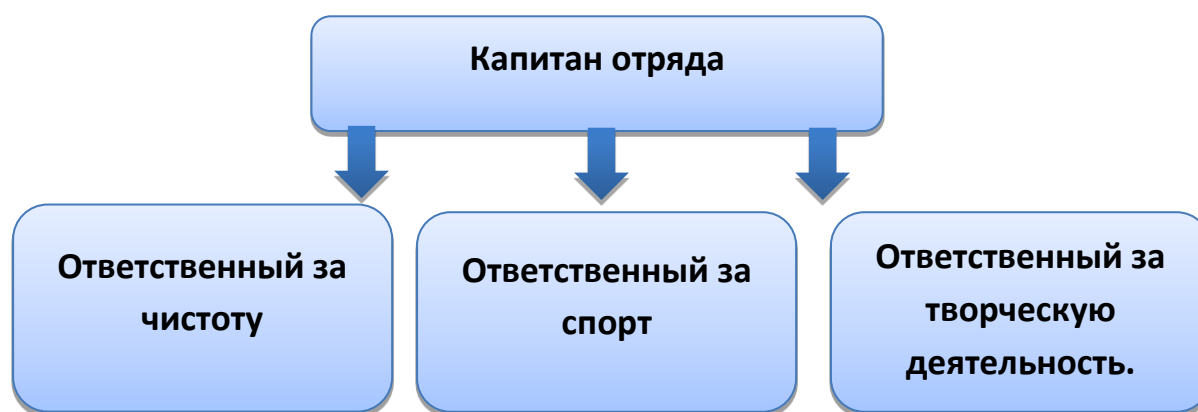 Капитан отряда
Ответственный за
чистоту
Ответственный за
спорт
Ответственный за
творческую
деятельность.